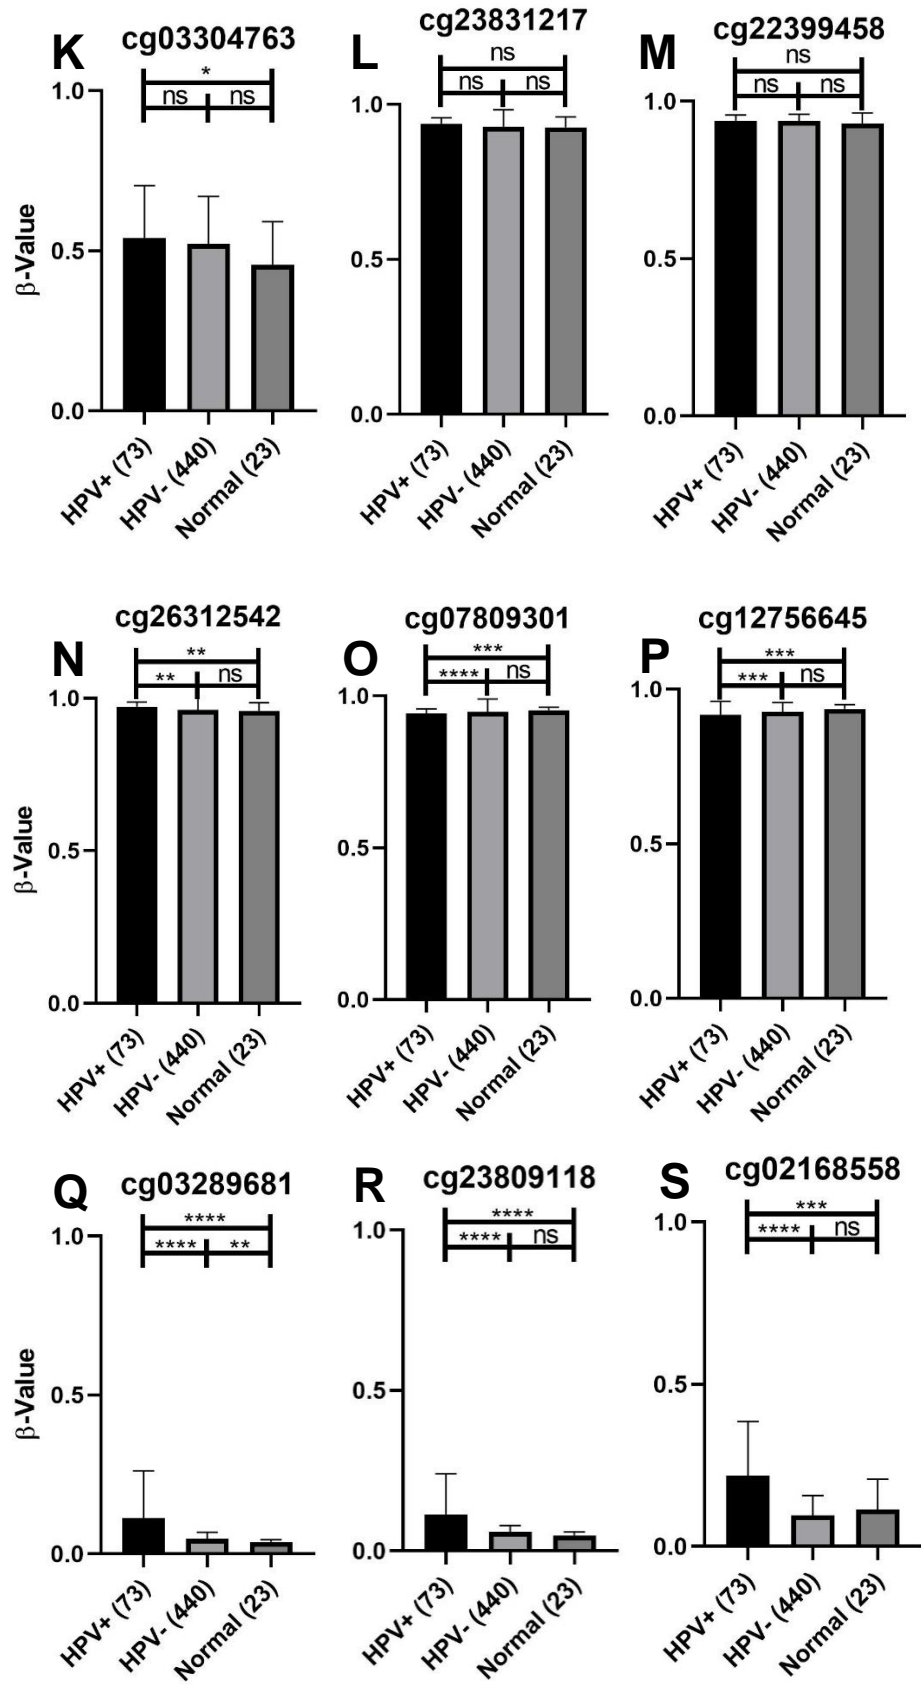 K cg03304763
*
ns ns
1.0
0.5
0.0
β-Value
HPV+ (73)
HPV- (440)
Normal (23)
L cg23831217
ns
ns ns
1.0
0.5
0.0
HPV+ (73)
HPV- (440)
Normal (23)
M cg22399458
ns
ns ns
1.0
0.5
0.0
HPV+ (73)
HPV- (440)
Normal (23)
N cg26312542
**
** ns
1.0
0.5
0.0
β-Value
HPV+ (73)
HPV- (440)
Normal (23)
O cg07809301
***
**** ns
1.0
0.5
0.0
HPV+ (73)
HPV- (440)
Normal (23)
P cg12756645
***
*** ns
1.0
0.5
0.0
HPV+ (73)
HPV- (440)
Normal (23)
Q cg03289681
****
**** **
1.0
0.5
0.0
β-Value
HPV+ (73)
HPV- (440)
Normal (23)
R cg23809118
****
**** ns
1.0
0.5
0.0
HPV+ (73)
HPV- (440)
Normal (23)
S cg02168558
***
**** ns
1.0
0.5
0.0
HPV+ (73)
HPV- (440)
Normal (23)